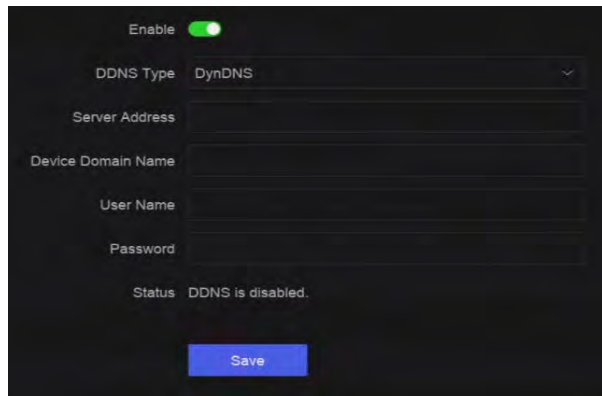 Enable
DDNS Type DynDNS
Server Address
Device Domain Name
User Name
Password
Status DDNS is disabled.
Save